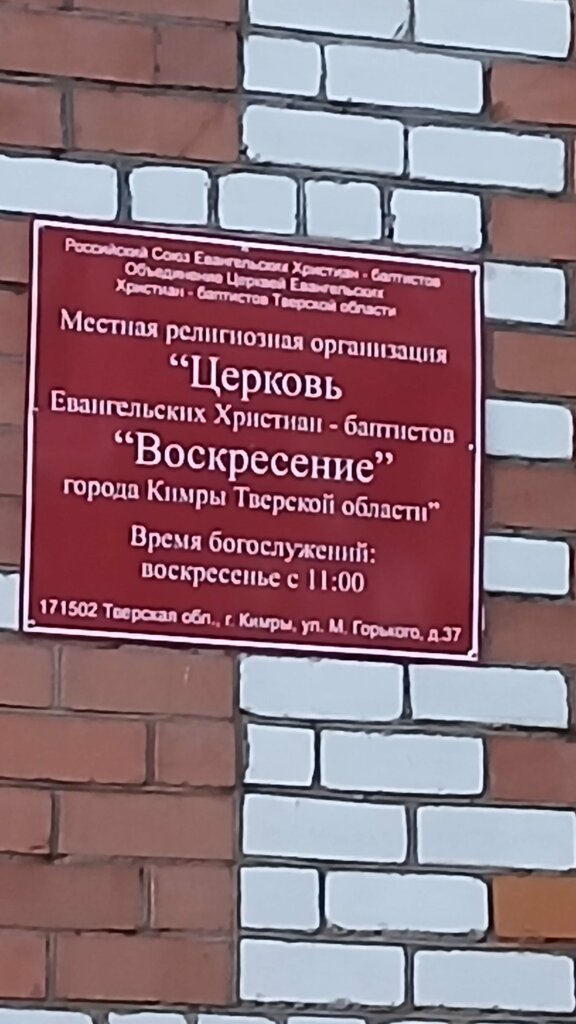 Российский Союз Евангельских Христиан - баптистов
Объединение Церквей Евангельских
Христиан - баптистов Тверской области
Местная религиозная организация
“Церковь
Евангельских Христиан - баптистов
“Воскресение”
города Кимры Тверской области”
Время богослужений:
воскресенье с 11:00
171502 Тверская обл., г. Кимры, ул. М. Горького, д.37